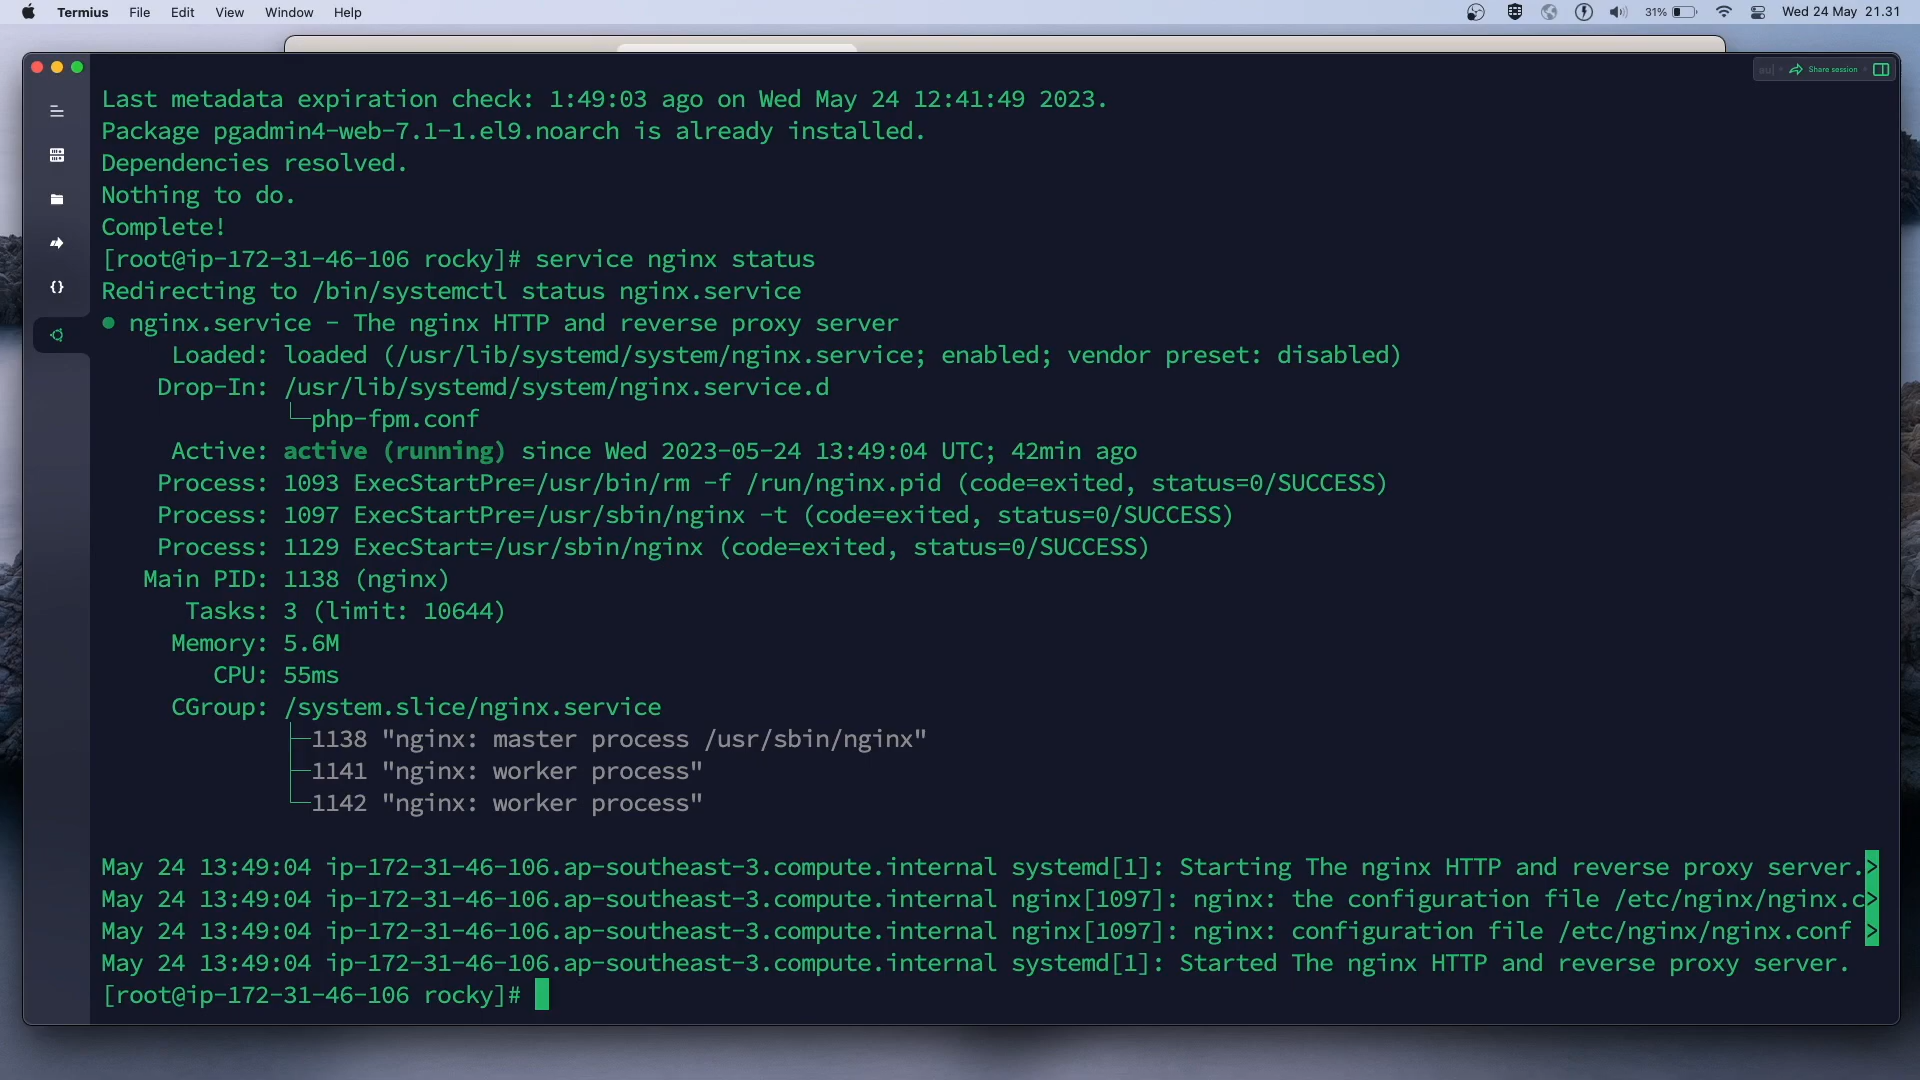 Termius File Edit View Window Help 31% Wed 24 May 21.31
Share session
Last metadata expiration check: 1:49:03 ago on Wed May 24 12:41:49 2023.
Package pgadmin4-web-7.1-1.el9.noarch is already installed.
Dependencies resolved.
Nothing to do.
Complete!
[root@ip-172-31-46-106 rocky]# service nginx status
Redirecting to /bin/systemctl status nginx.service
● nginx.service - The nginx HTTP and reverse proxy server
Loaded: loaded (/usr/lib/systemd/system/nginx.service; enabled; vendor preset: disabled)
Drop-In: /usr/lib/systemd/system/nginx.service.d
└─php-fpm.conf
Active: active (running) since Wed 2023-05-24 13:49:04 UTC; 42min ago
Process: 1093 ExecStartPre=/usr/bin/rm -f /run/nginx.pid (code=exited, status=0/SUCCESS)
Process: 1097 ExecStartPre=/usr/sbin/nginx -t (code=exited, status=0/SUCCESS)
Process: 1129 ExecStart=/usr/sbin/nginx (code=exited, status=0/SUCCESS)
Main PID: 1138 (nginx)
Tasks: 3 (limit: 10644)
Memory: 5.6M
CPU: 55ms
CGroup: /system.slice/nginx.service
├─1138 "nginx: master process /usr/sbin/nginx"
├─1141 "nginx: worker process"
└─1142 "nginx: worker process"
May 24 13:49:04 ip-172-31-46-106.ap-southeast-3.compute.internal systemd[1]: Starting The nginx HTTP and reverse proxy server.>
May 24 13:49:04 ip-172-31-46-106.ap-southeast-3.compute.internal nginx[1097]: nginx: the configuration file /etc/nginx/nginx.c>
May 24 13:49:04 ip-172-31-46-106.ap-southeast-3.compute.internal nginx[1097]: nginx: configuration file /etc/nginx/nginx.conf >
May 24 13:49:04 ip-172-31-46-106.ap-southeast-3.compute.internal systemd[1]: Started The nginx HTTP and reverse proxy server.
[root@ip-172-31-46-106 rocky]#